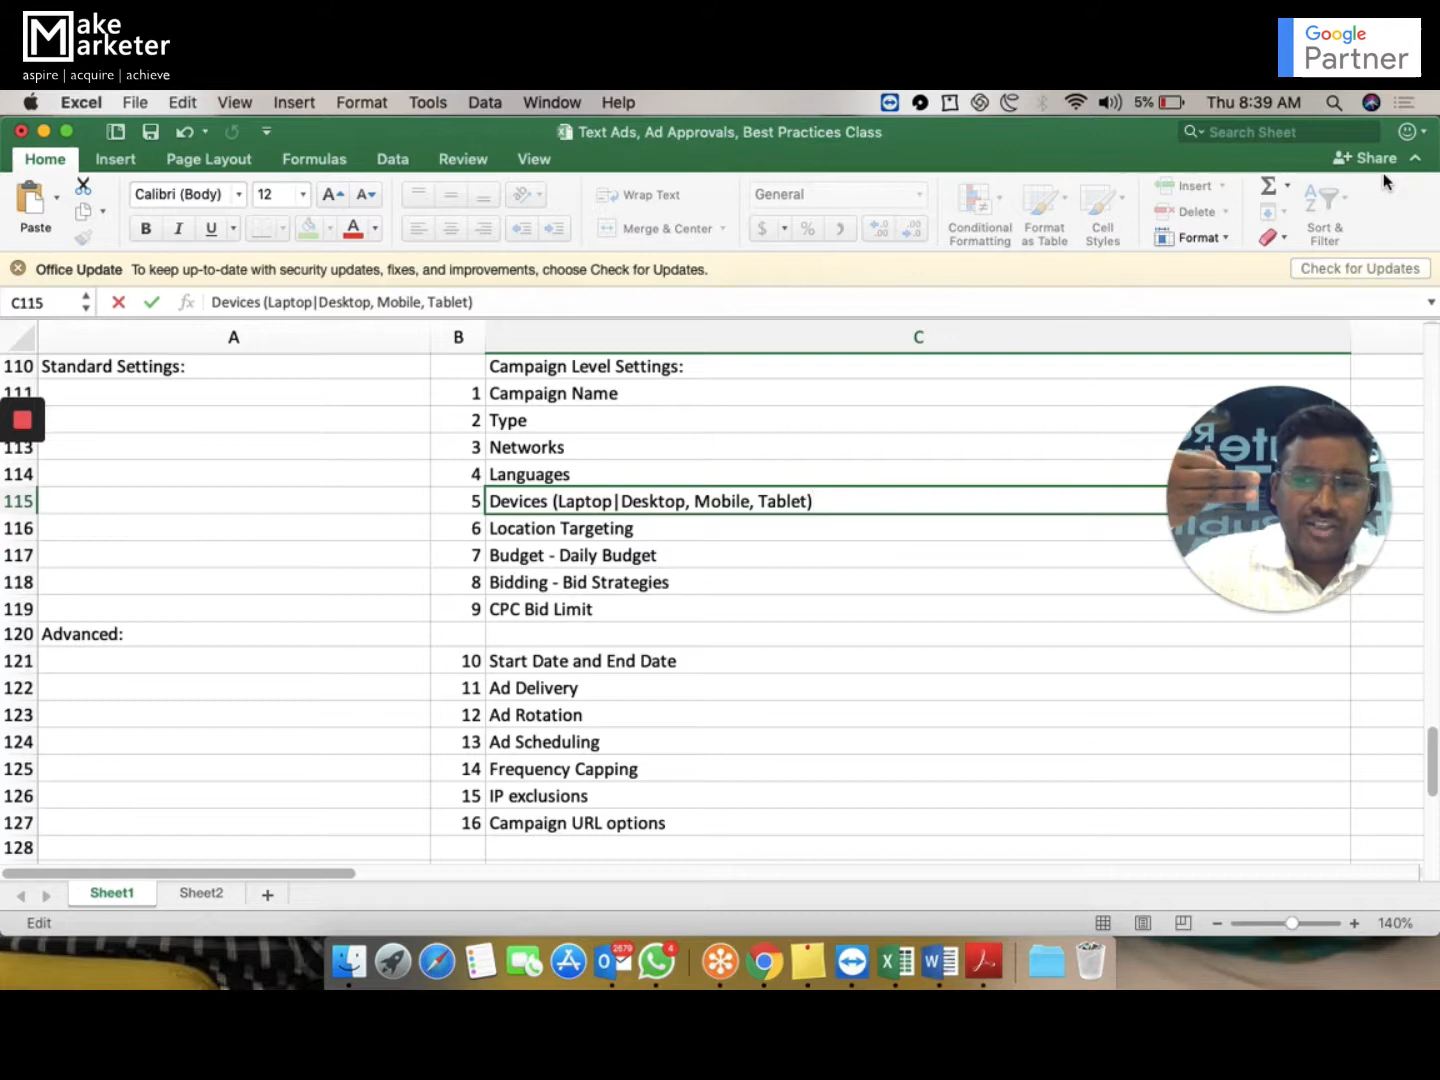 Make Marketer
aspire | acquire | achieve
Google
Partner
Excel File Edit View Insert Format Tools Data Window Help
5% Thu 8:39 AM
Text Ads, Ad Approvals, Best Practices Class
Search Sheet
Home Insert Page Layout Formulas Data Review View
Share
Paste
Calibri (Body) 12
Wrap Text
General
Merge & Center
Conditional Formatting
Format as Table
Cell Styles
Insert
Delete
Format
Sort & Filter
Office Update To keep up-to-date with security updates, fixes, and improvements, choose Check for Updates.
Check for Updates
C115 fx Devices (Laptop|Desktop, Mobile, Tablet)
A B C
110 Standard Settings: Campaign Level Settings:
111 1 Campaign Name
2 Type
113 3 Networks
114 4 Languages
115 5 Devices (Laptop|Desktop, Mobile, Tablet)
116 6 Location Targeting
117 7 Budget - Daily Budget
118 8 Bidding - Bid Strategies
119 9 CPC Bid Limit
120 Advanced:
121 10 Start Date and End Date
122 11 Ad Delivery
123 12 Ad Rotation
124 13 Ad Scheduling
125 14 Frequency Capping
126 15 IP exclusions
127 16 Campaign URL options
128
Sheet1 Sheet2 +
Edit
140%
2679
4